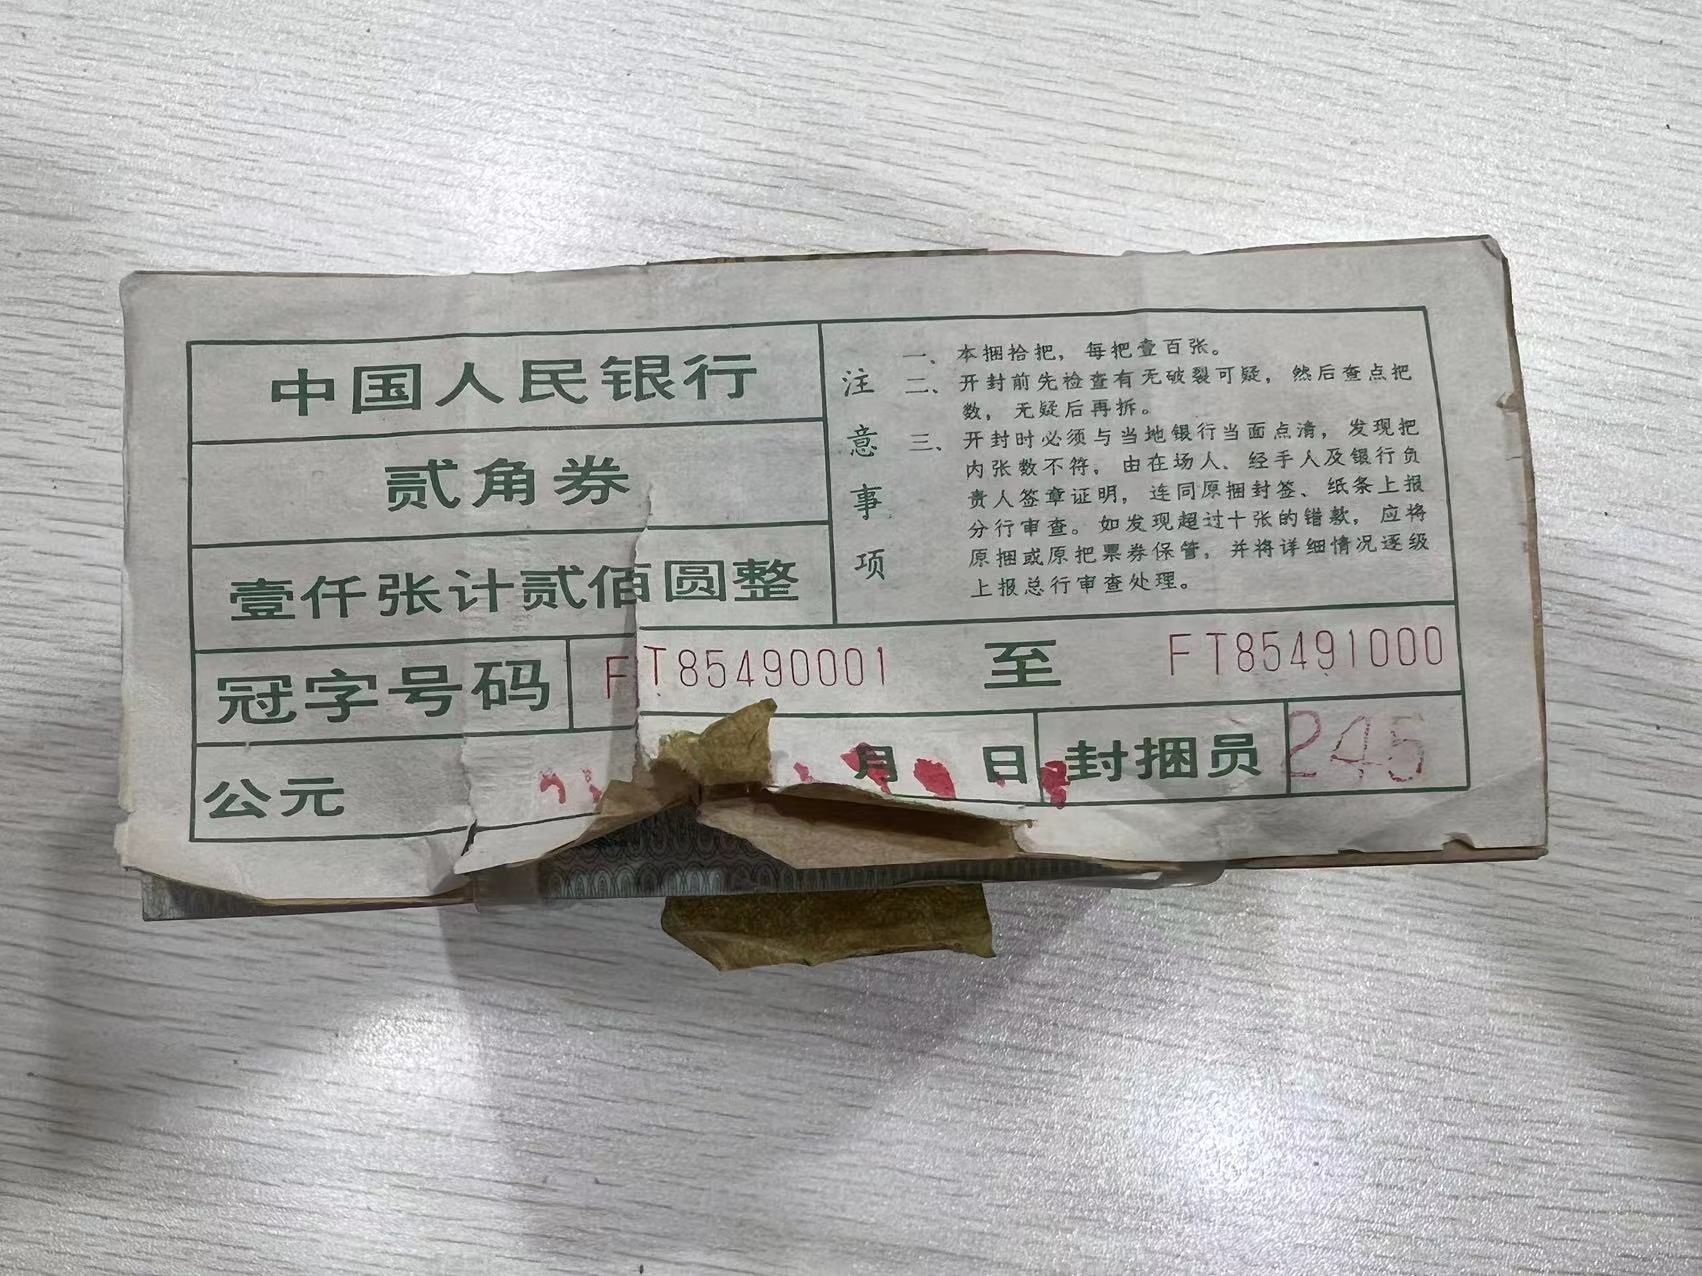 中国人民银行
贰角券
壹仟张计贰佰圆整
注意事项
一、本捆拾把，每把壹百张。
二、开封前先检查有无破裂可疑，然后查点把
数，无疑后再拆。
三、开封时必须与当地银行当面点清，发现把
内张数不符，由在场人、经手人及银行负
责人签章证明，连同原捆封签、纸条上报
分行审查。如发现超过十张的错款，应将
原捆或原把票券保管，并将详细情况逐级
上报总行审查处理。
冠字号码 FT85490001 至 FT85491000
公元 月 日 封捆员 245